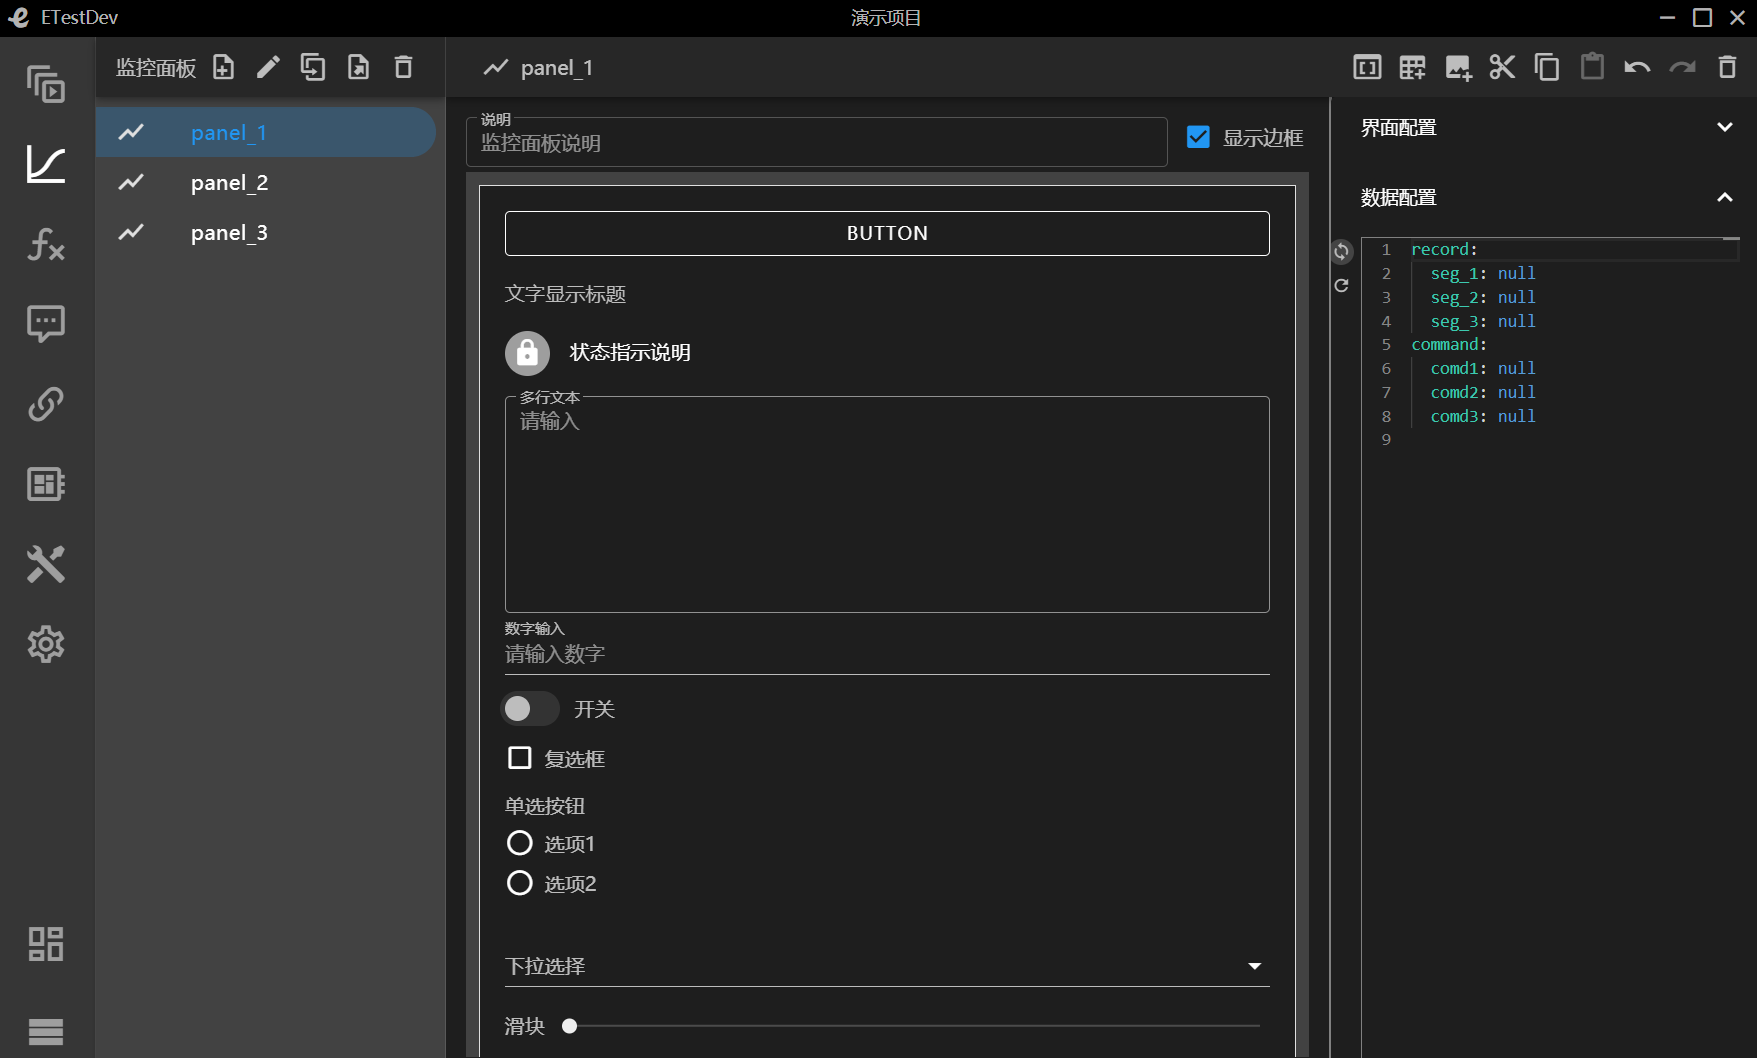 ETestDev
演示项目
监控面板
panel_1
panel_2
panel_3
panel_1
说明
监控面板说明
显示边框
BUTTON
文字显示标题
状态指示说明
多行文本
请输入
数字输入
请输入数字
开关
复选框
单选按钮
选项1
选项2
下拉选择
滑块
界面配置
数据配置
1 record:
2 seg_1: null
3 seg_2: null
4 seg_3: null
5 command:
6 comd1: null
7 comd2: null
8 comd3: null
9